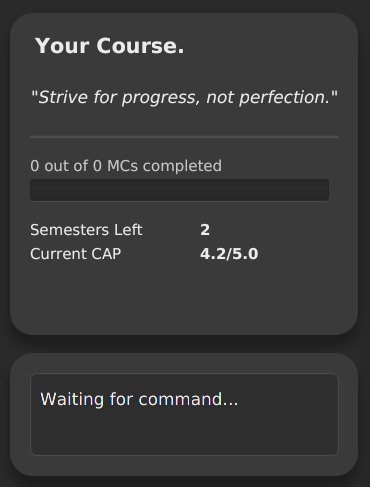 Your Course.
"Strive for progress, not perfection."
0 out of 0 MCs completed
Semesters Left 2
Current CAP 4.2/5.0
Waiting for command...